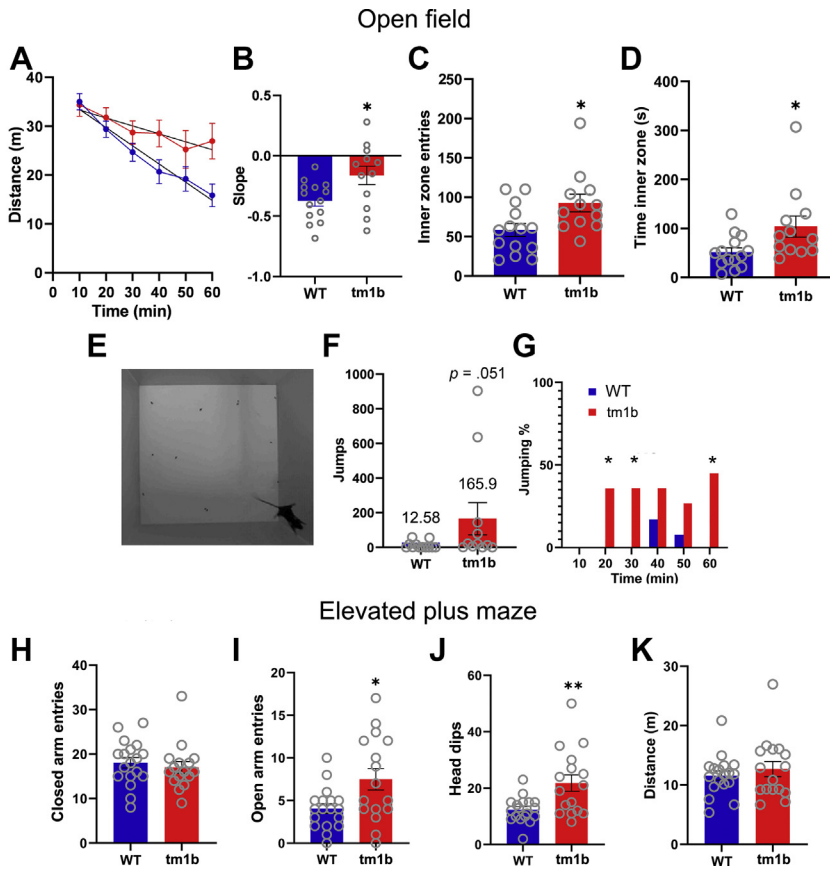 Open field
A
B
C
D
40
30
20
10
0
Distance (m)
0 10 20 30 40 50 60
Time (min)
0.5
0.0
-0.5
-1.0
Slope
*
WT tm1b
250
200
150
100
50
0
Inner zone entries
*
WT tm1b
400
300
200
100
0
Time inner zone (s)
*
WT tm1b
E
F
G
1000
800
600
400
200
0
Jumps
p = .051
12.58
165.9
WT tm1b
100
50
0
Jumping %
WT
tm1b
* * *
10 20 30 40 50 60
Time (min)
Elevated plus maze
H
I
J
K
40
30
20
10
0
Closed arm entries
WT tm1b
20
15
10
5
0
Open arm entries
*
WT tm1b
60
40
20
0
Head dips
**
WT tm1b
30
20
10
0
Distance (m)
WT tm1b